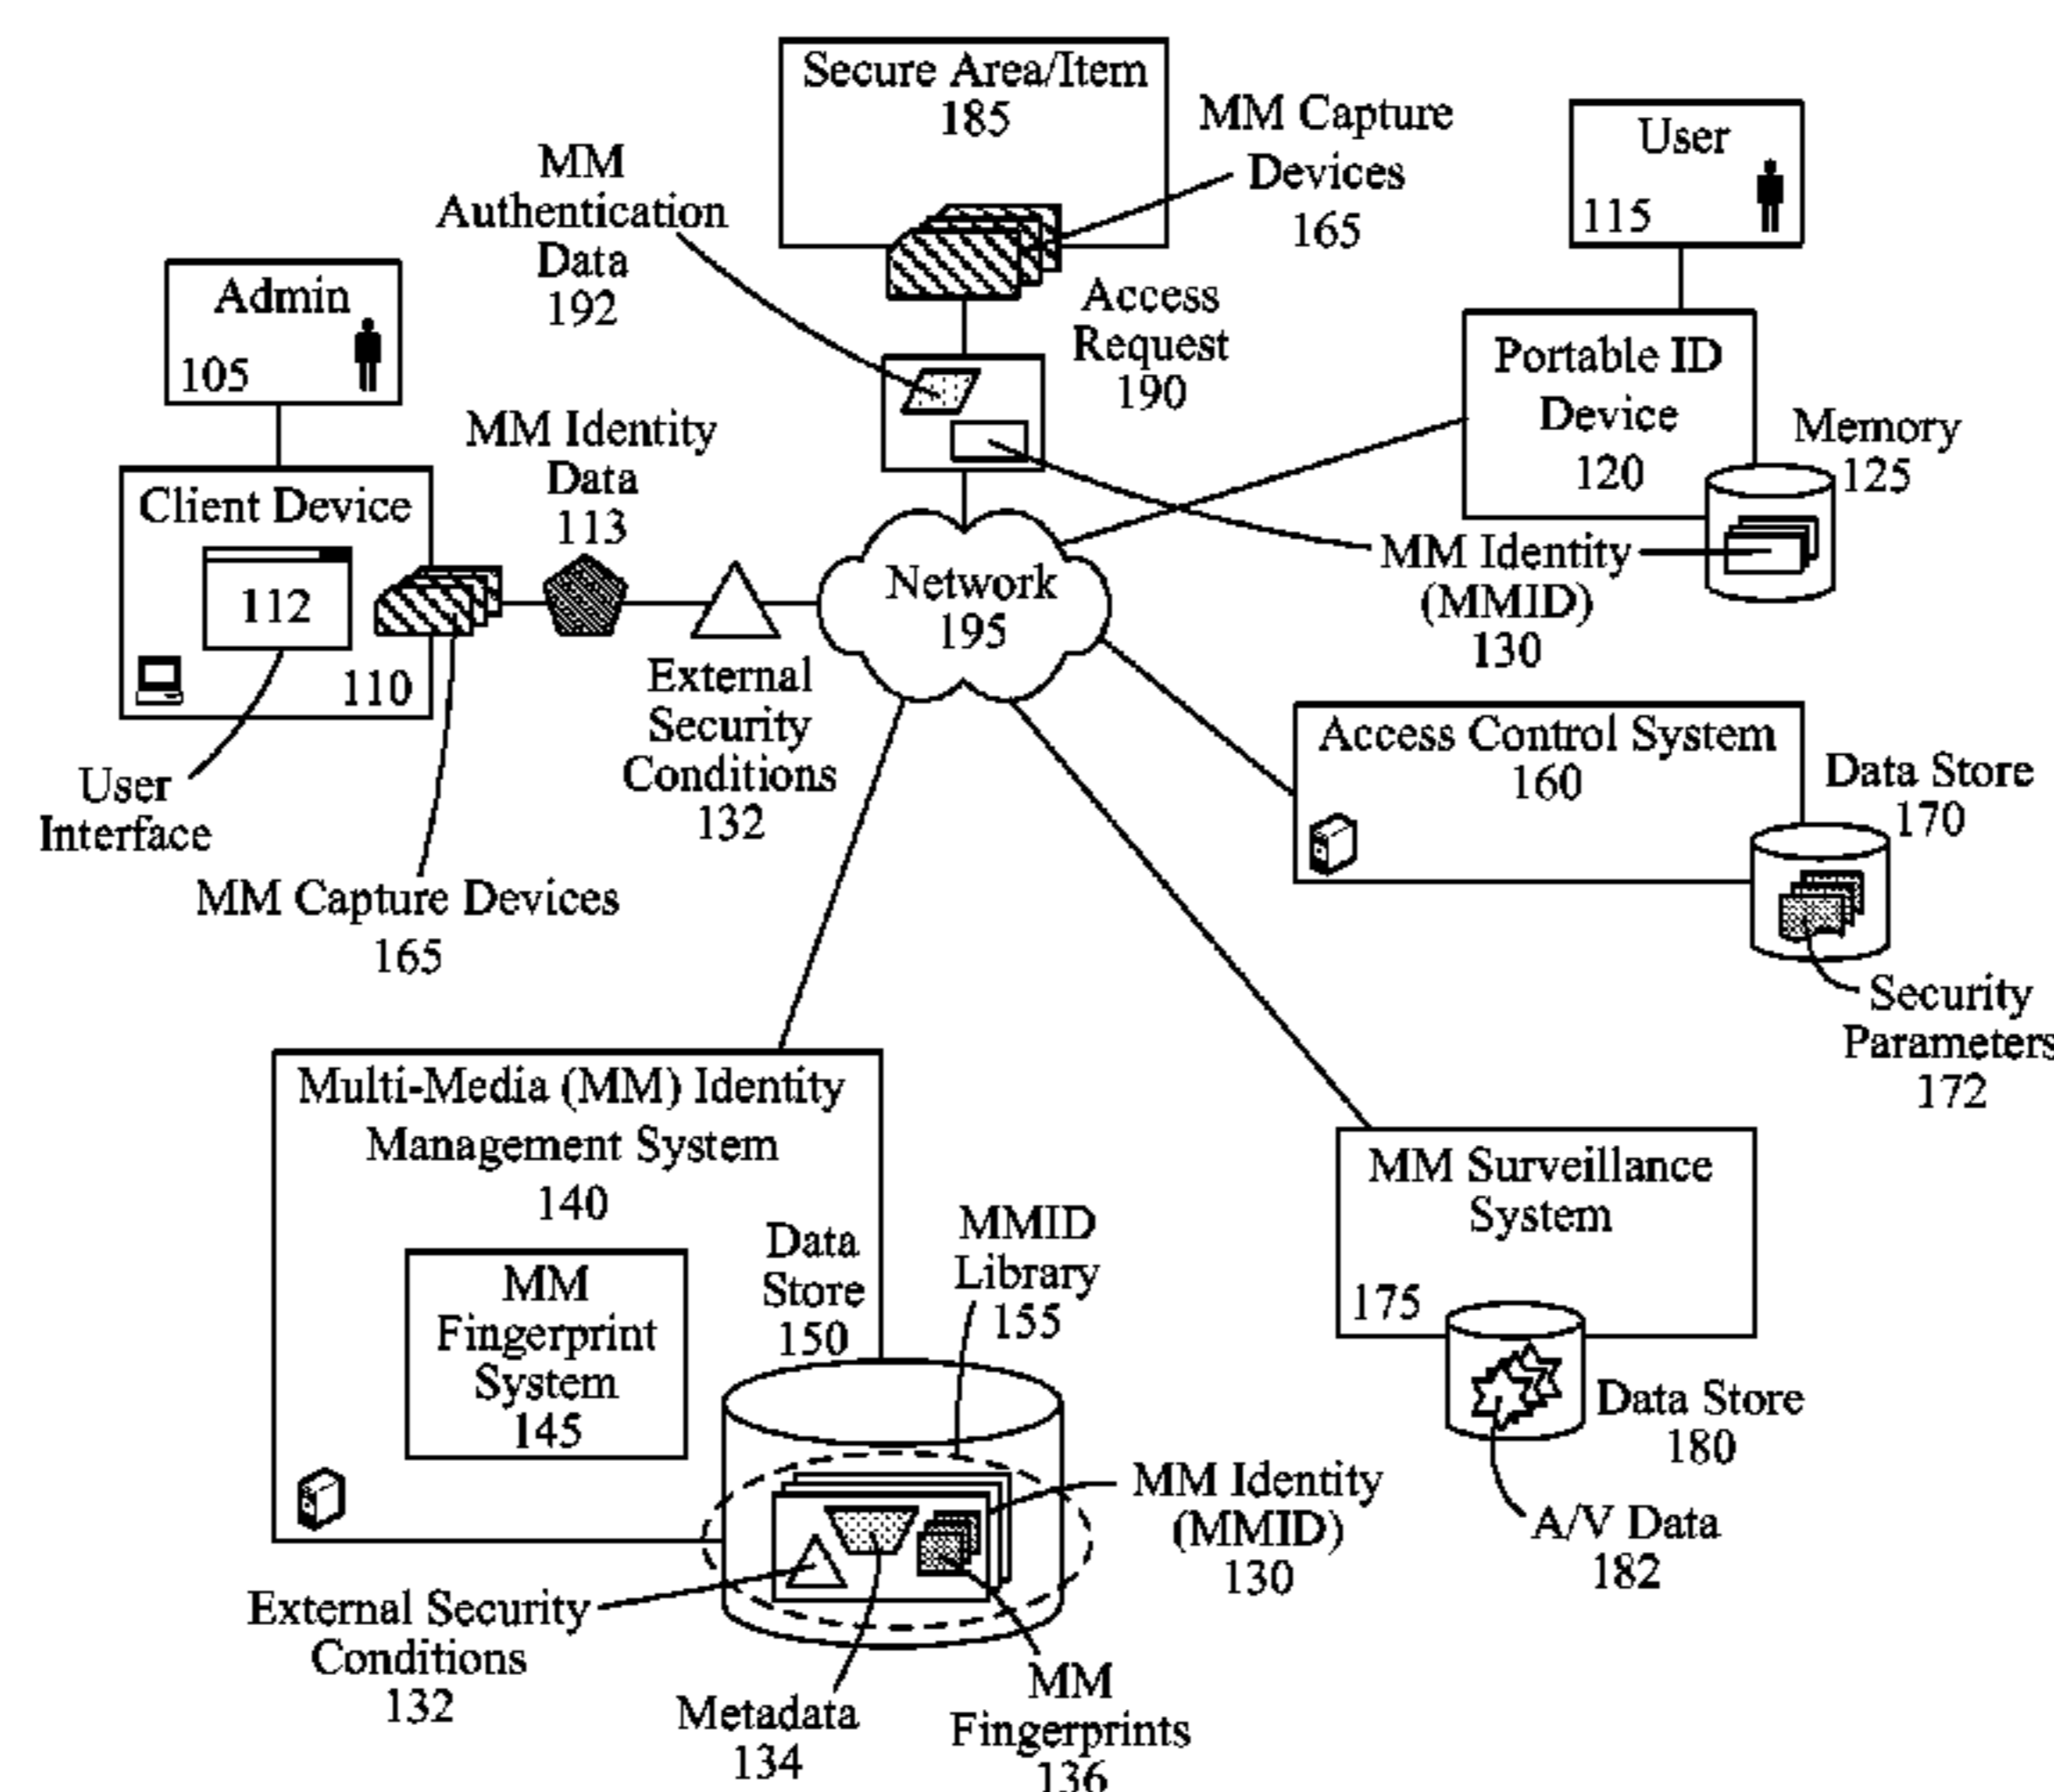 Secure Area/Item
185
MM Capture
Devices
165
User
115
MM
Authentication
Data
192
Admin
105
Access
Request
190
Portable ID
Device
120
Memory
125
MM Identity
Data
113
Client Device
112
110
Network
195
MM Identity
(MMID)
130
External
Security
Conditions
132
User
Interface
MM Capture Devices
165
Access Control System
160
Data Store
170
Security
Parameters
172
Multi-Media (MM) Identity
Management System
140
MM
Fingerprint
System
145
Data
Store
150
MMID
Library
155
MM Surveillance
System
175
Data Store
180
A/V Data
182
MM Identity
(MMID)
130
External Security
Conditions
132
Metadata
134
MM
Fingerprints
136